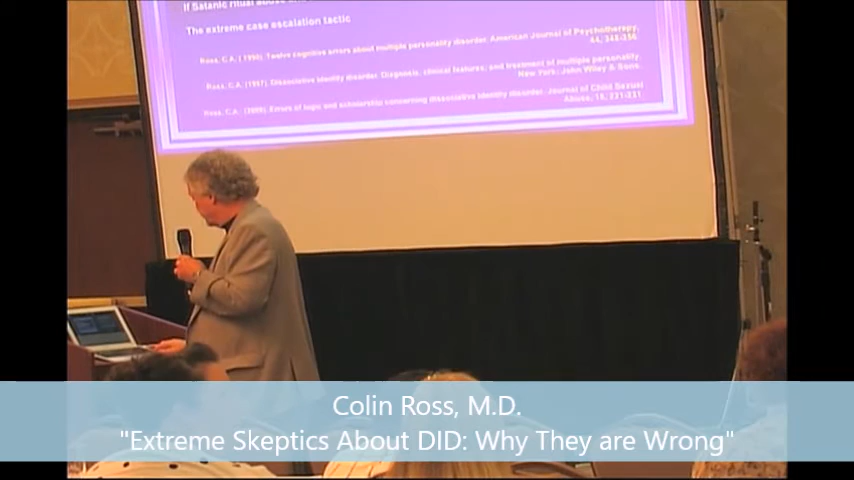 If Satanic ritual abuse
The extreme case escalation tactic
Ross, C.A. (1990). Twelve cognitive errors about multiple personality disorder. American Journal of Psychotherapy,
44, 348-356.
Ross, C.A. (1997). Dissociative identity disorder. Diagnosis, clinical features, and treatment of multiple personality.
New York: John Wiley & Sons.
Ross, C.A. (2009). Errors of logic and scholarship concerning dissociative identity disorder. Journal of Child Sexual
Abuse, 18, 221-231.
Colin Ross, M.D.
"Extreme Skeptics About DID: Why They are Wrong"